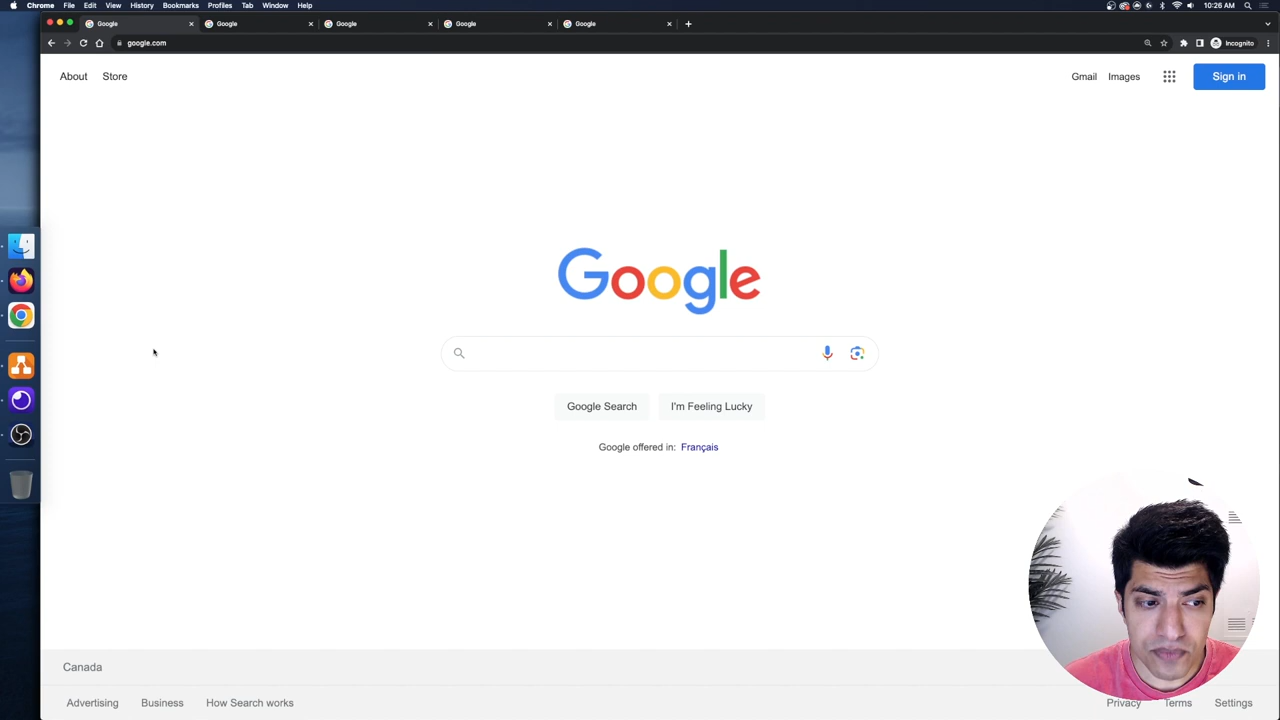 Chrome File Edit View History Bookmarks Profiles Tab Window Help 10:26 AM
Google Google Google Google Google
google.com Incognito
About Store Gmail Images Sign in
Google
Google Search I'm Feeling Lucky
Google offered in: Français
Canada
Advertising Business How Search works Privacy Terms Settings